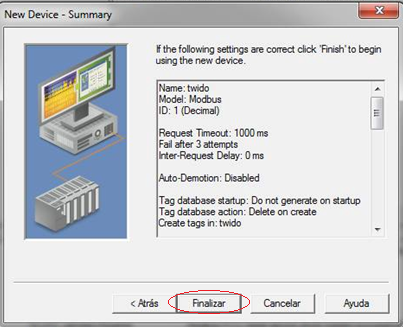 New Device - Summary
If the following settings are correct click 'Finish' to begin
using the new device.
Name: twido
Model: Modbus
ID: 1 (Decimal)
Request Timeout: 1000 ms
Fail after 3 attempts
Inter-Request Delay: 0 ms
Auto-Demotion: Disabled
Tag database startup: Do not generate on startup
Tag database action: Delete on create
Create tags in: twido
< Atrás
Finalizar
Cancelar
Ayuda